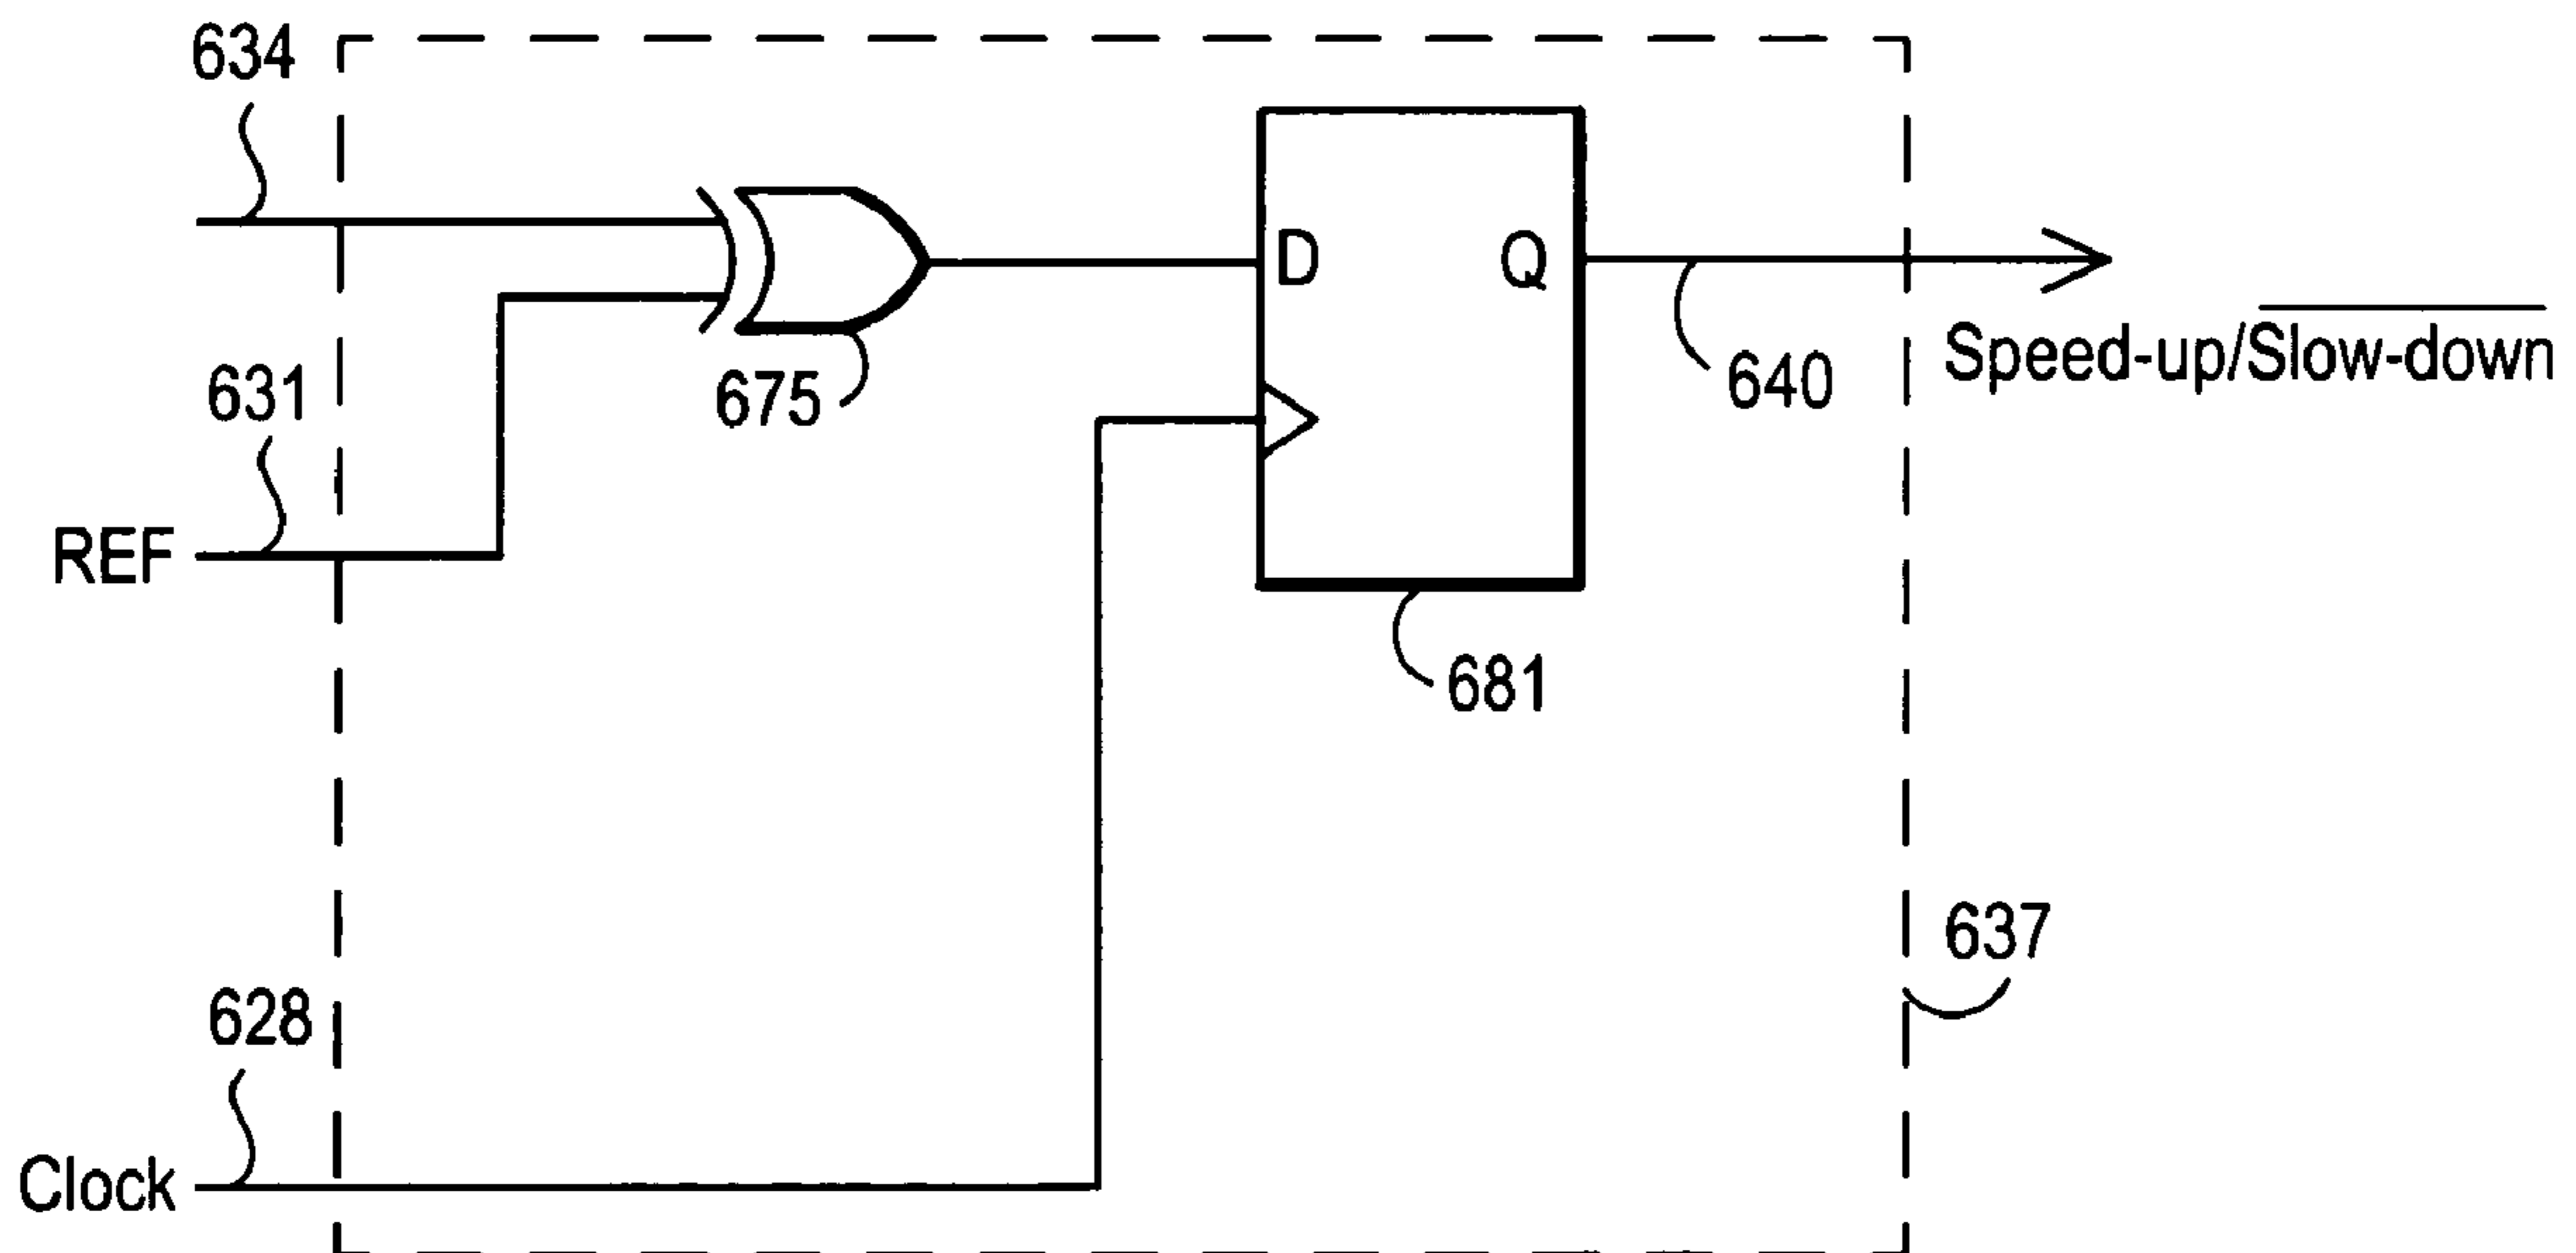 634
D
Q
Speed-up/Slow-down
640
631
675
REF
681
637
628
Clock